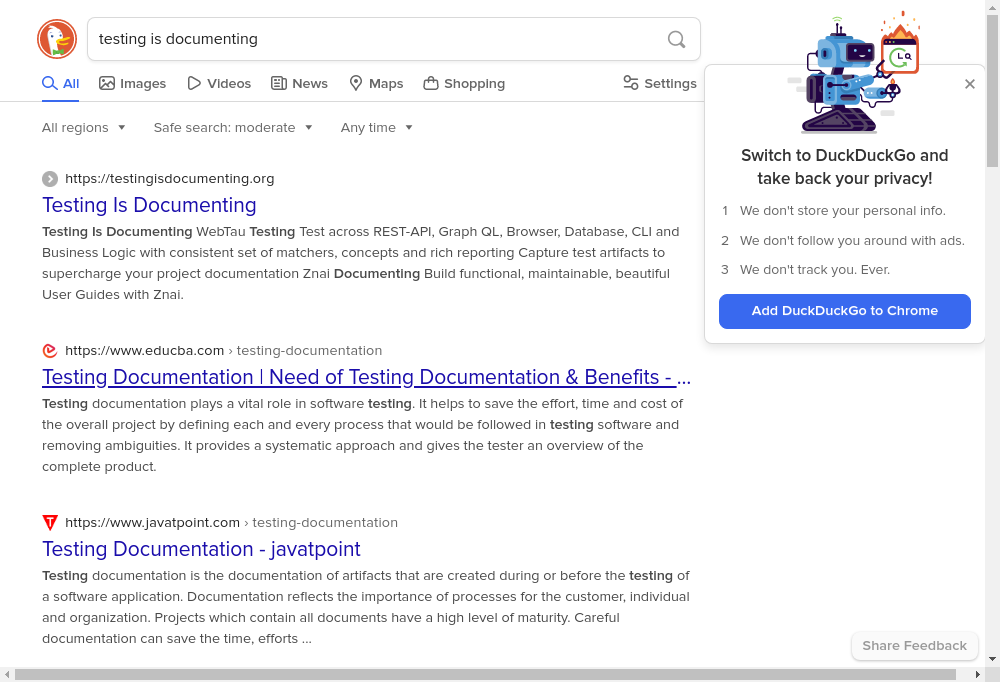 testing is documenting
All Images Videos News Maps Shopping Settings
All regions Safe search: moderate Any time
https://testingisdocumenting.org
Testing Is Documenting
Testing Is Documenting WebTau Testing Test across REST-API, Graph QL, Browser, Database, CLI and
Business Logic with consistent set of matchers, concepts and rich reporting Capture test artifacts to
supercharge your project documentation Znai Documenting Build functional, maintainable, beautiful
User Guides with Znai.
https://www.educba.com › testing-documentation
Testing Documentation | Need of Testing Documentation & Benefits - ...
Testing documentation plays a vital role in software testing. It helps to save the effort, time and cost of
the overall project by defining each and every process that would be followed in testing software and
removing ambiguities. It provides a systematic approach and gives the tester an overview of the
complete product.
https://www.javatpoint.com › testing-documentation
Testing Documentation - javatpoint
Testing documentation is the documentation of artifacts that are created during or before the testing of
a software application. Documentation reflects the importance of processes for the customer, individual
and organization. Projects which contain all documents have a high level of maturity. Careful
documentation can save the time, efforts ...
Switch to DuckDuckGo and
take back your privacy!
1 We don't store your personal info.
2 We don't follow you around with ads.
3 We don't track you. Ever.
Add DuckDuckGo to Chrome
Share Feedback